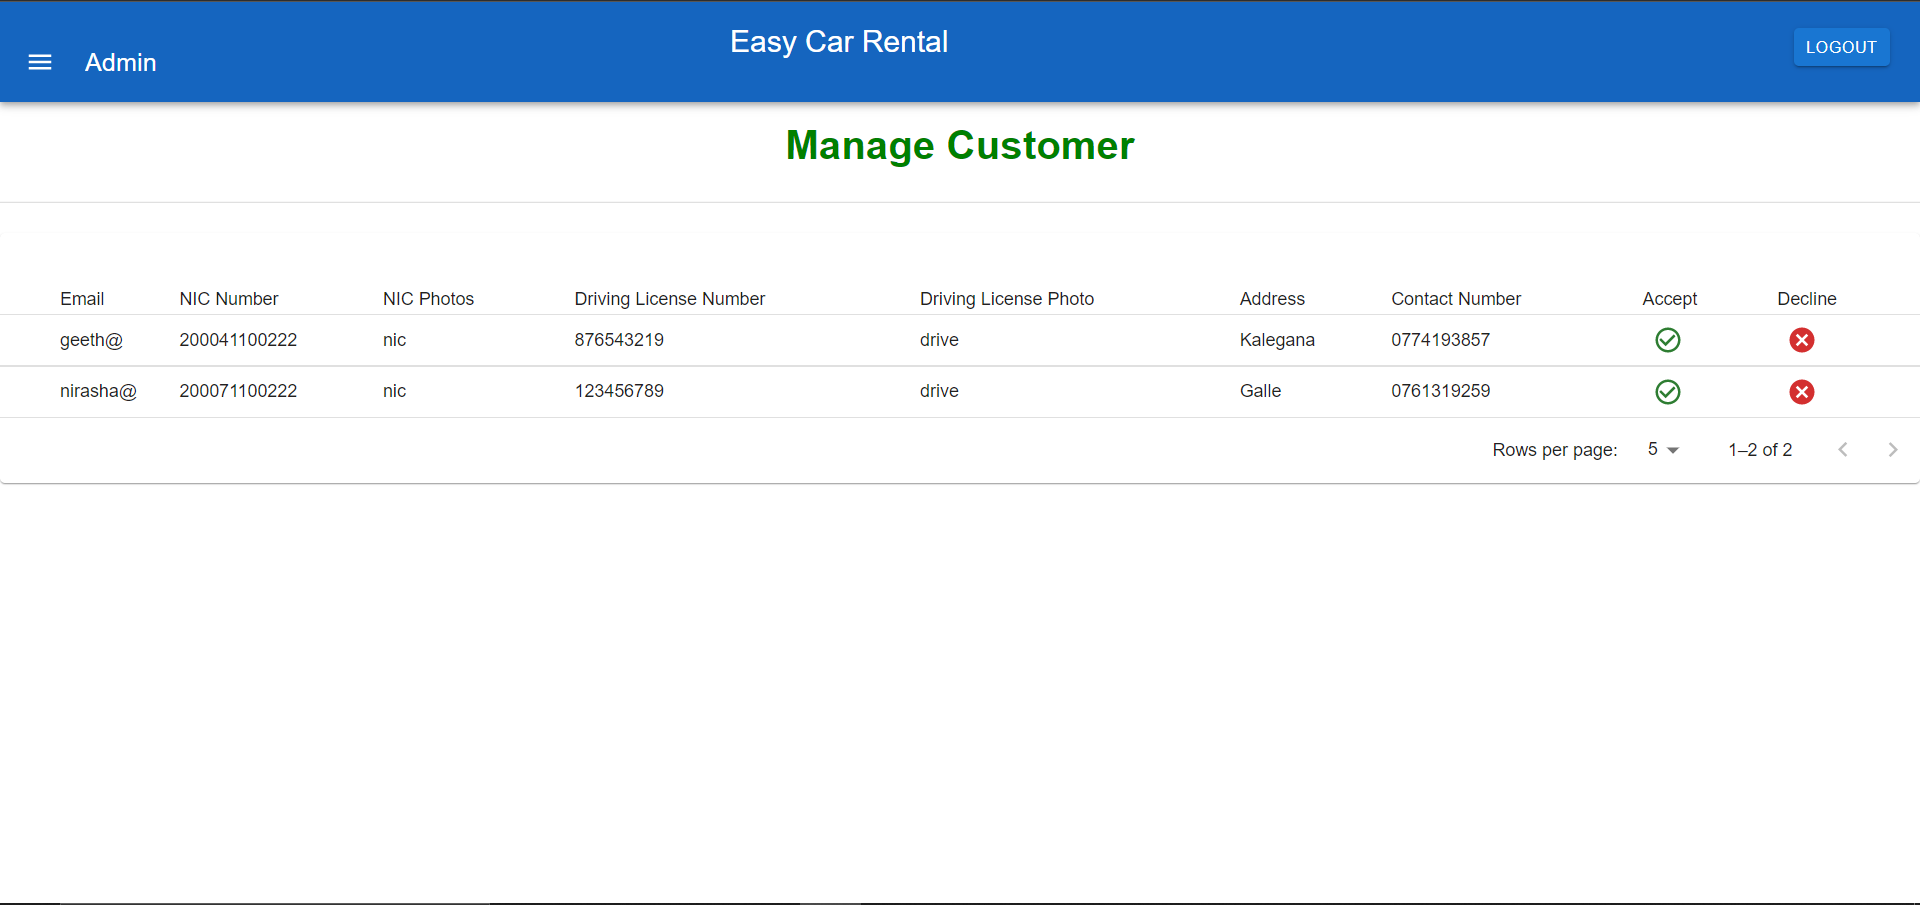 Easy Car Rental
LOGOUT
Admin
Manage Customer
Email NIC Number NIC Photos Driving License Number Driving License Photo Address Contact Number Accept Decline
geeth@ 200041100222 nic 876543219 drive Kalegana 0774193857
nirasha@ 200071100222 nic 123456789 drive Galle 0761319259
Rows per page: 5 1–2 of 2